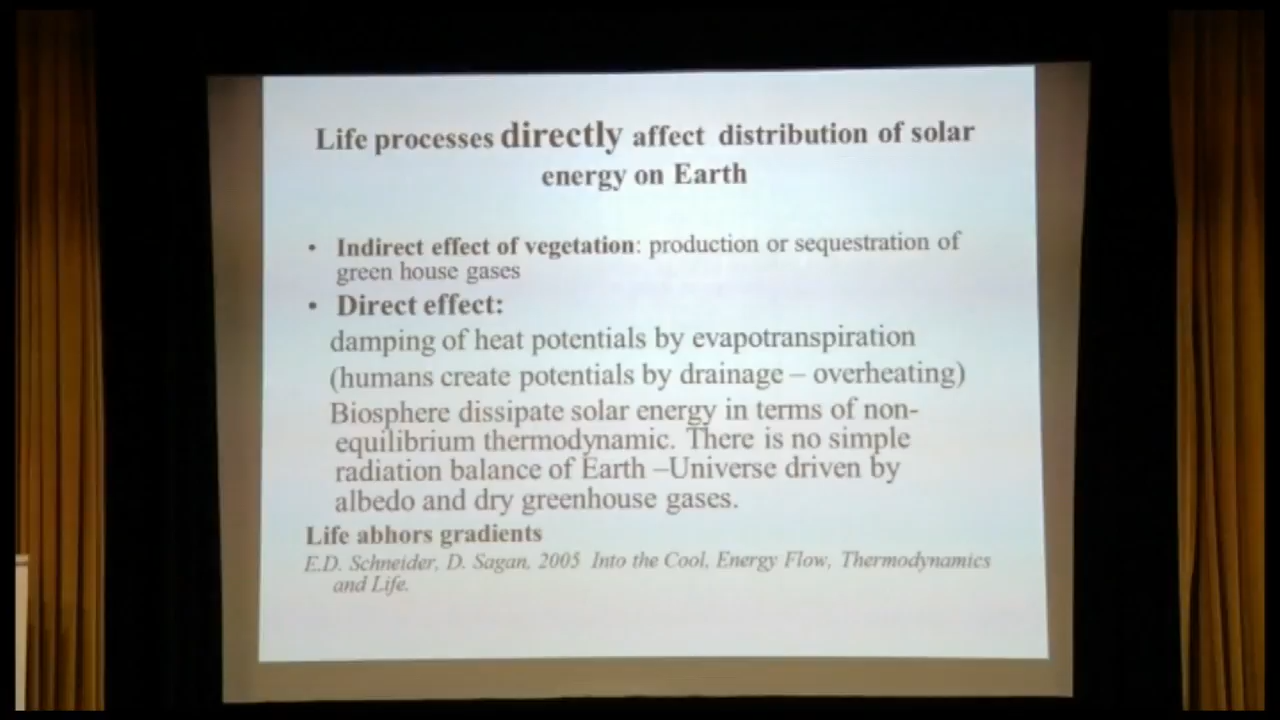 Life processes directly affect distribution of solar
energy on Earth
• Indirect effect of vegetation: production or sequestration of
green house gases
• Direct effect:
damping of heat potentials by evapotranspiration
(humans create potentials by drainage – overheating)
Biosphere dissipate solar energy in terms of non-
equilibrium thermodynamic. There is no simple
radiation balance of Earth –Universe driven by
albedo and dry greenhouse gases.
Life abhors gradients
E.D. Schneider, D. Sagan, 2005 Into the Cool, Energy Flow, Thermodynamics
and Life.